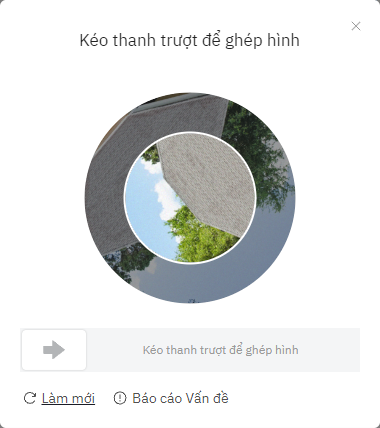 Kéo thanh trượt để ghép hình
Kéo thanh trượt để ghép hình
Làm mới
Báo cáo Vấn đề